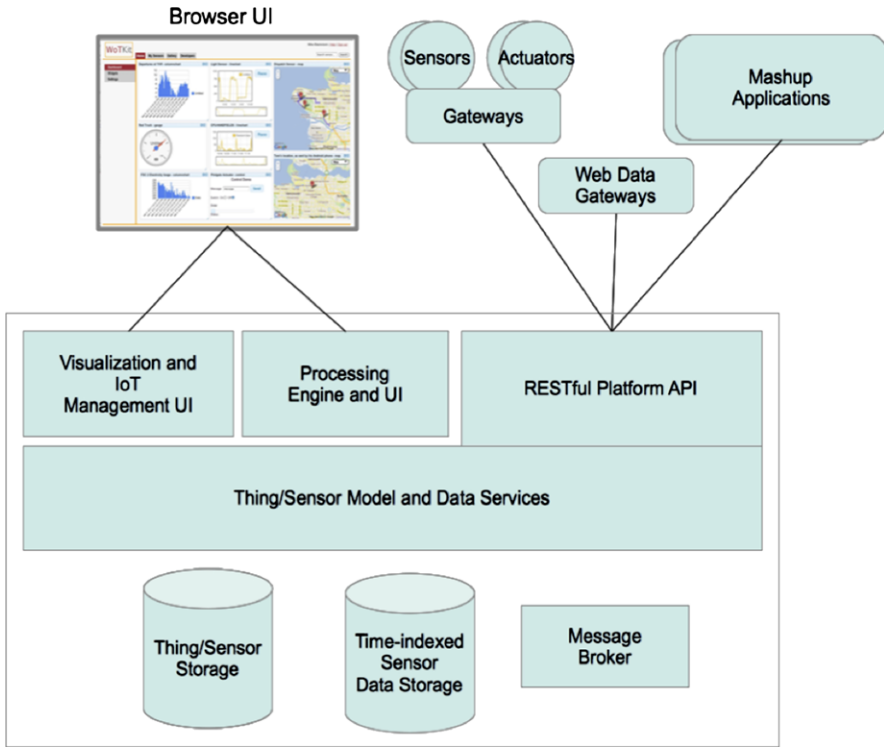 Browser UI
WoTKit
Sensors
Actuators
Gateways
Mashup
Applications
Web Data
Gateways
Visualization and
IoT
Management UI
Processing
Engine and UI
RESTful Platform API
Thing/Sensor Model and Data Services
Thing/Sensor
Storage
Time-indexed
Sensor
Data Storage
Message
Broker